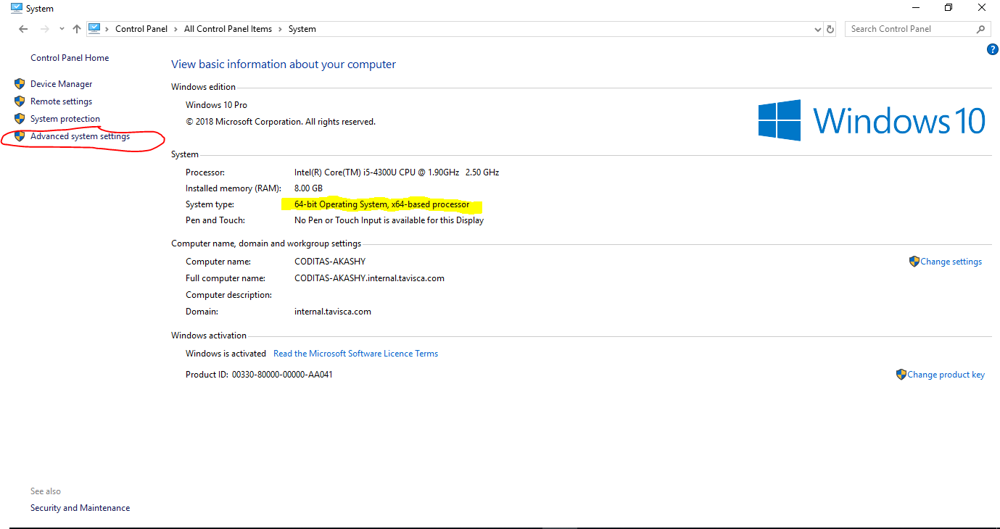 System
Control Panel > All Control Panel Items > System
Search Control Panel
Control Panel Home
Device Manager
Remote settings
System protection
Advanced system settings
View basic information about your computer
Windows edition
Windows 10 Pro
© 2018 Microsoft Corporation. All rights reserved.
Windows 10
System
Processor: Intel(R) Core(TM) i5-4300U CPU @ 1.90GHz 2.50 GHz
Installed memory (RAM): 8.00 GB
System type: 64-bit Operating System, x64-based processor
Pen and Touch: No Pen or Touch Input is available for this Display
Computer name, domain and workgroup settings
Computer name: CODITAS-AKASHY
Change settings
Full computer name: CODITAS-AKASHY.internal.tavisca.com
Computer description:
Domain: internal.tavisca.com
Windows activation
Windows is activated Read the Microsoft Software Licence Terms
Product ID: 00330-80000-00000-AA041
Change product key
See also
Security and Maintenance